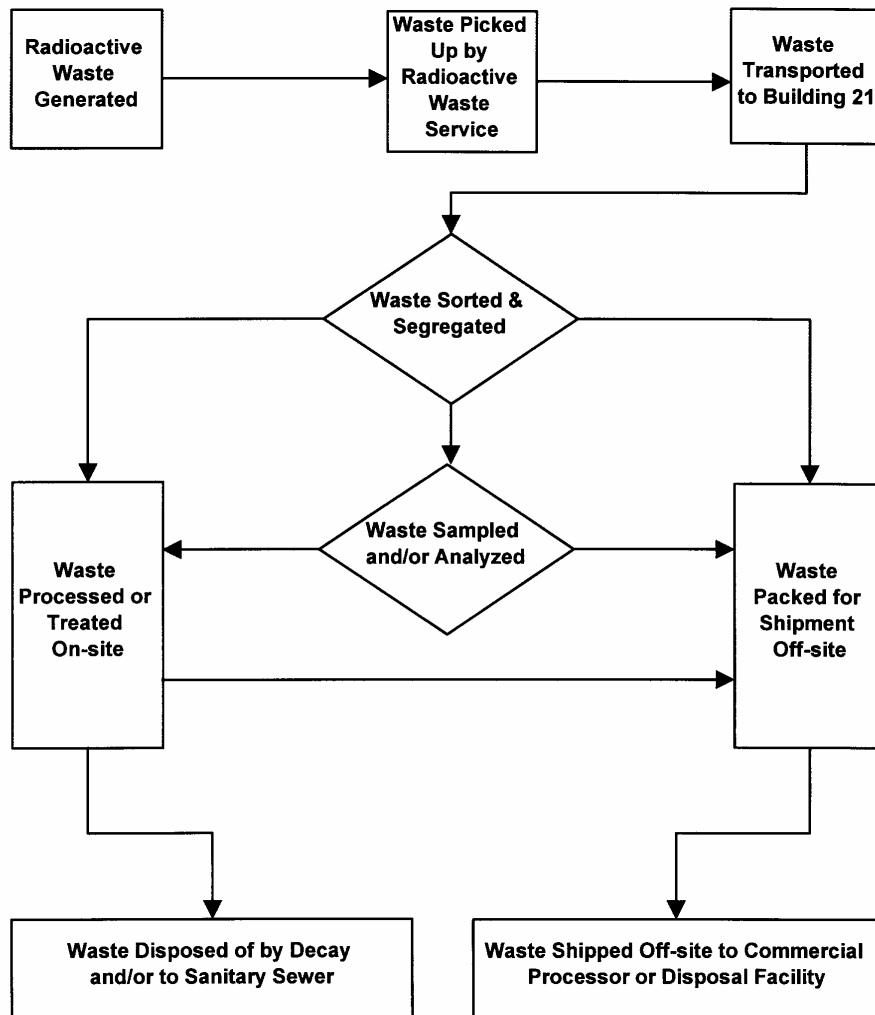 Radioactive
Waste
Generated
Waste Picked
Up by
Radioactive
Waste
Service
Waste
Transported
to Building 21
Waste Sorted &
Segregated
Waste Sampled
and/or Analyzed
Waste
Processed or
Treated
On-site
Waste
Packed for
Shipment
Off-site
Waste Disposed of by Decay
and/or to Sanitary Sewer
Waste Shipped Off-site to Commercial
Processor or Disposal Facility